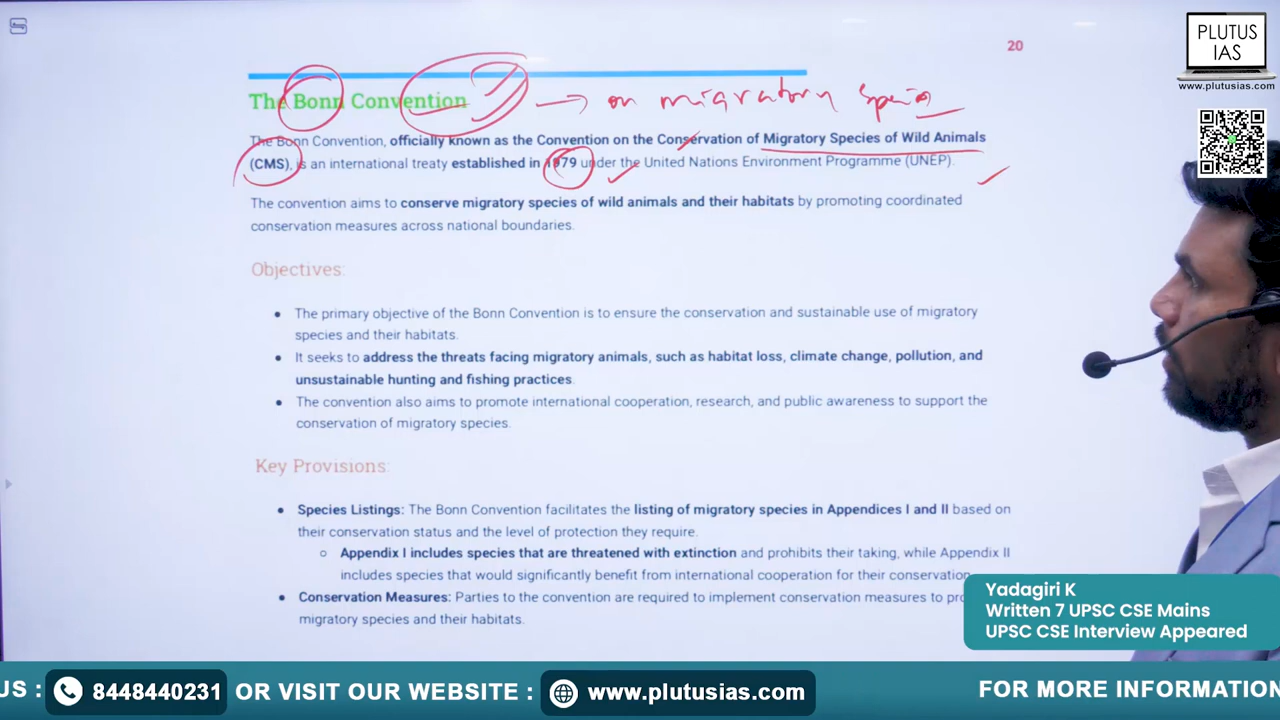 PLUTUS
IAS
www.plutusias.com
20
The Bonn Convention → on migratory species
The Bonn Convention, officially known as the Convention on the Conservation of Migratory Species of Wild Animals
(CMS), is an international treaty established in 1979 under the United Nations Environment Programme (UNEP).
The convention aims to conserve migratory species of wild animals and their habitats by promoting coordinated
conservation measures across national boundaries.
Objectives:
• The primary objective of the Bonn Convention is to ensure the conservation and sustainable use of migratory
species and their habitats.
• It seeks to address the threats facing migratory animals, such as habitat loss, climate change, pollution, and
unsustainable hunting and fishing practices.
• The convention also aims to promote international cooperation, research, and public awareness to support the
conservation of migratory species.
Key Provisions:
• Species Listings: The Bonn Convention facilitates the listing of migratory species in Appendices I and II based on
their conservation status and the level of protection they require.
○ Appendix I includes species that are threatened with extinction and prohibits their taking, while Appendix II
includes species that would significantly benefit from international cooperation for their conservation
• Conservation Measures: Parties to the convention are required to implement conservation measures to
migratory species and their habitats.
Yadagiri K
Written 7 UPSC CSE Mains
UPSC CSE Interview Appeared
US : 8448440231 OR VISIT OUR WEBSITE : www.plutusias.com FOR MORE INFORMATION